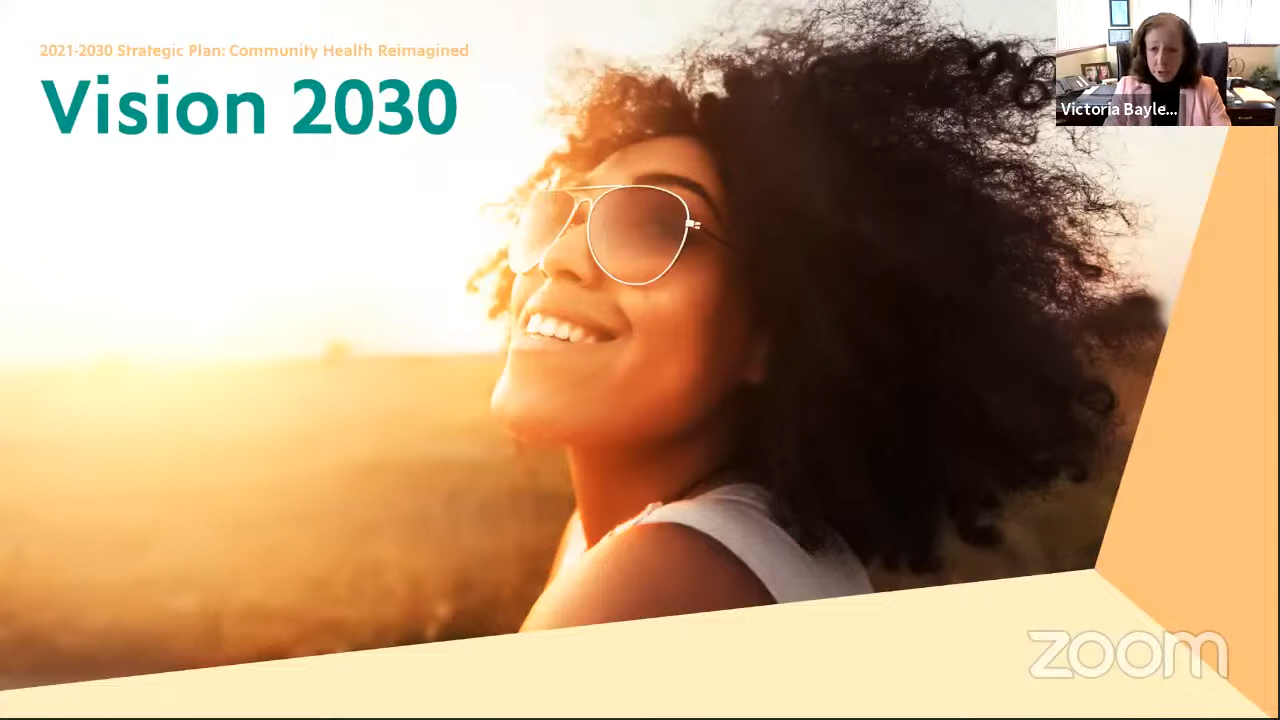 2021-2030 Strategic Plan: Community Health Reimagined
Vision 2030
Victoria Bayle...
zoom